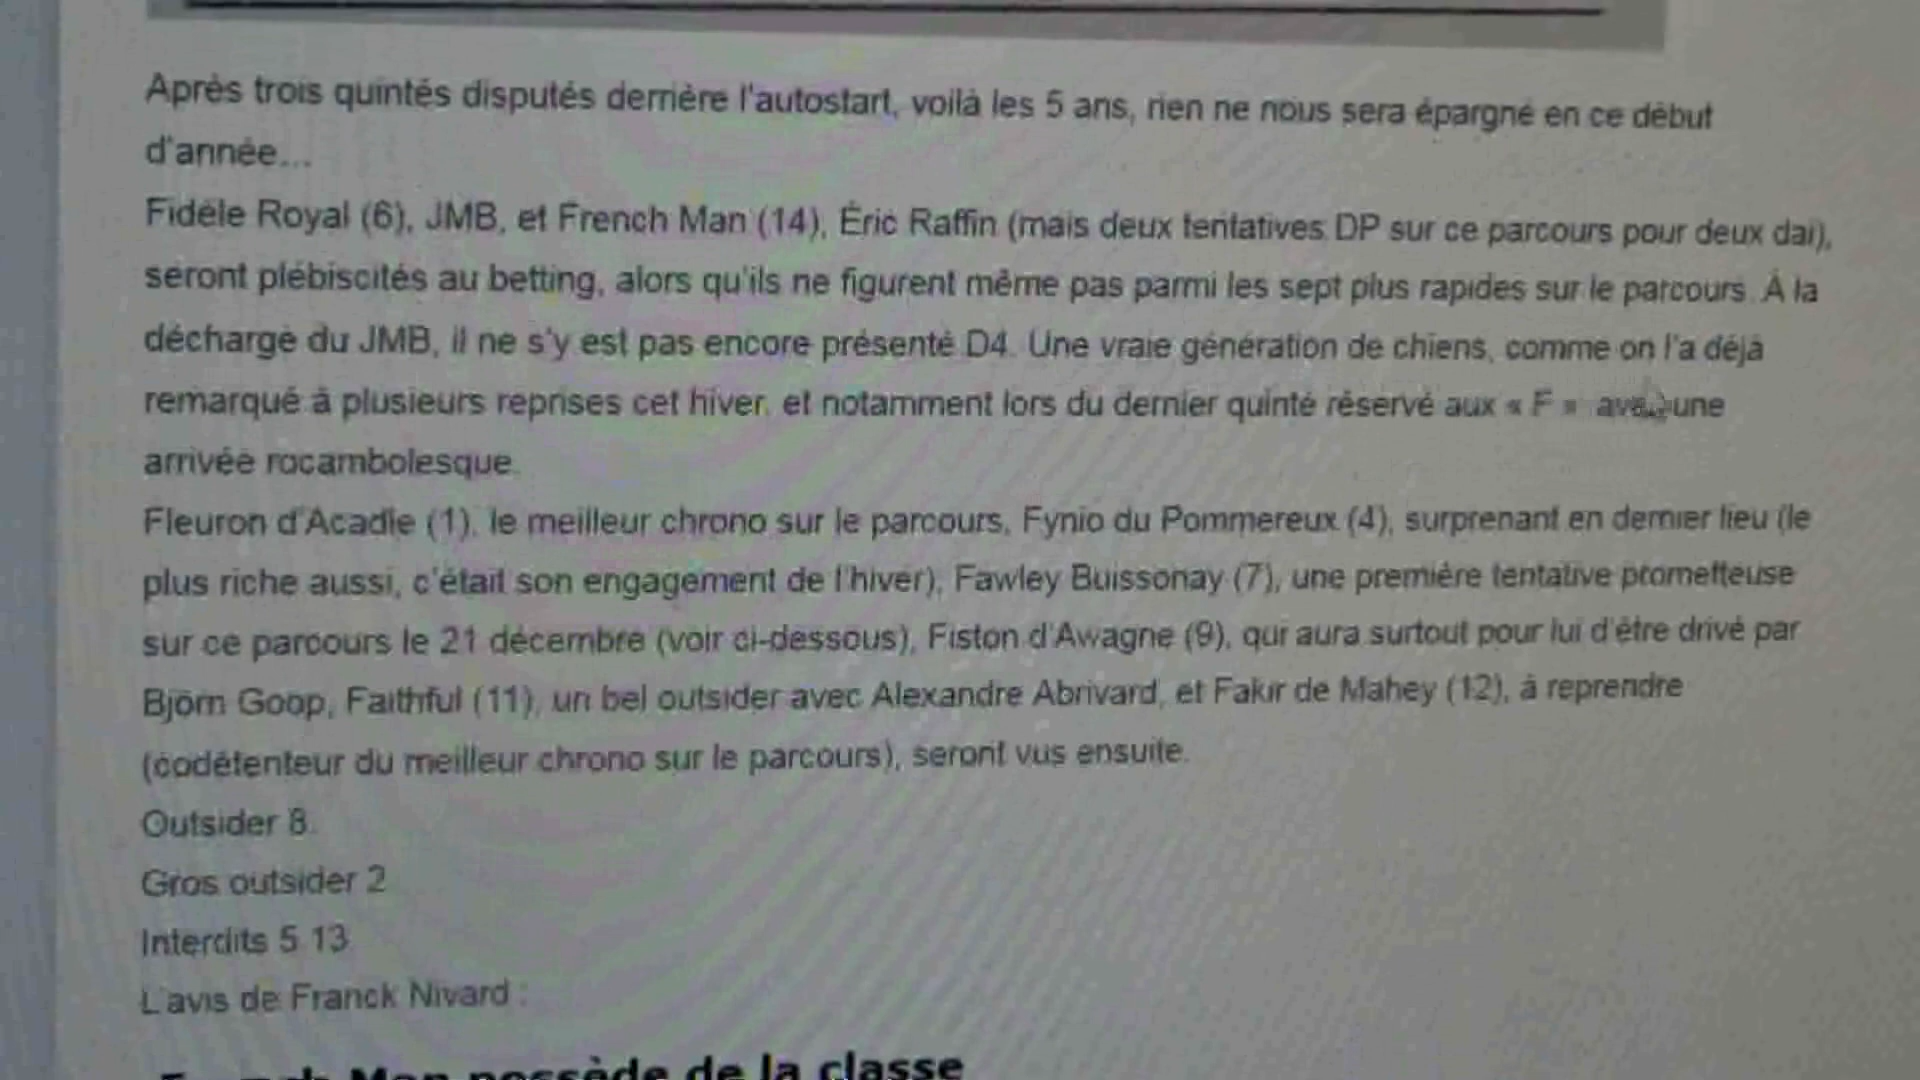 Après trois quintés disputés derrière l'autostart, voilà les 5 ans, rien ne nous sera épargné en ce début
d'année...
Fidèle Royal (6), JMB, et French Man (14), Éric Raffin (mais deux tentatives DP sur ce parcours pour deux dai),
seront plébiscités au betting, alors qu'ils ne figurent même pas parmi les sept plus rapides sur le parcours. À la
décharge du JMB, il ne s'y est pas encore présenté D4. Une vraie génération de chiens, comme on l'a déjà
remarqué à plusieurs reprises cet hiver, et notamment lors du dernier quinté réservé aux « F » avec une
arrivée rocambolesque.
Fleuron d'Acadie (1), le meilleur chrono sur le parcours, Fynio du Pommereux (4), surprenant en dernier lieu (le
plus riche aussi, c'était son engagement de l'hiver), Fawley Buissonay (7), une première tentative prometteuse
sur ce parcours le 21 décembre (voir ci-dessous), Fiston d'Awagne (9), qui aura surtout pour lui d'être drivé par
Björn Goop, Faithful (11), un bel outsider avec Alexandre Abrivard, et Fakir de Mahey (12), à reprendre
(codétenteur du meilleur chrono sur le parcours), seront vus ensuite.
Outsider 8.
Gros outsider 2
Interdits 5 13
L'avis de Franck Nivard :
French Man possède de la classe